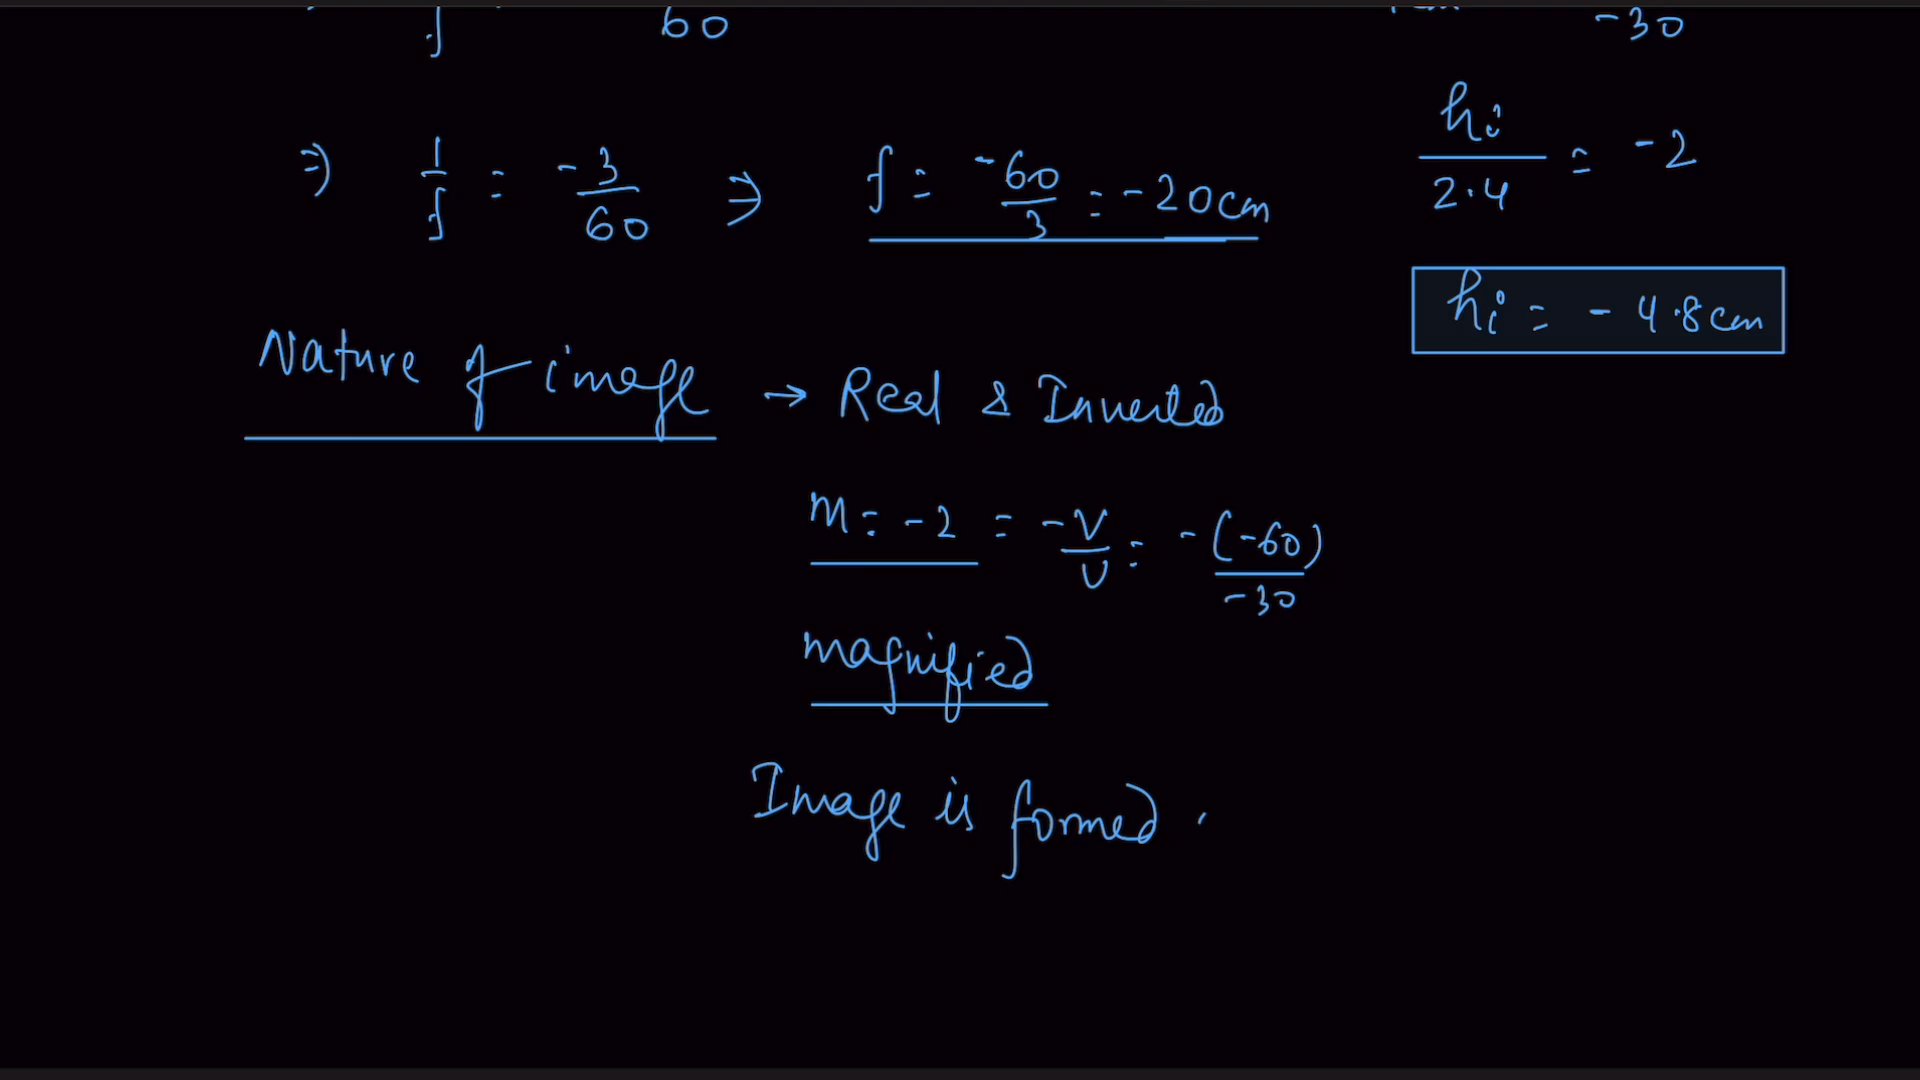 1/f = 60
-30
⇒ 1/f = -3/60 ⇒ f = -60/3 = -20cm
hi/2.4 = -2
hi = -4.8cm
Nature of image → Real & Inverted
m = -2 = -V/U = -(-60)/-30
magnified
Image is formed